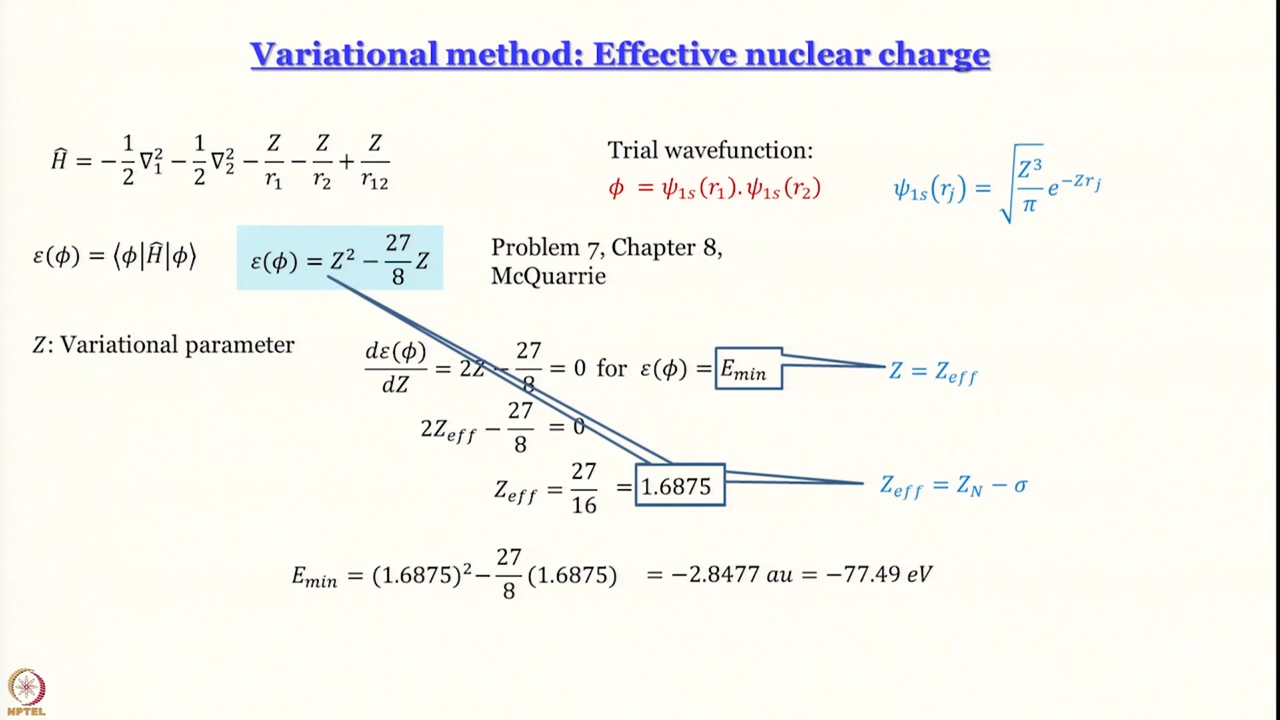 Variational method: Effective nuclear charge
Ĥ = −1/2 ∇₁² − 1/2 ∇₂² − Z/r₁ − Z/r₂ + Z/r₁₂
Trial wavefunction:
ϕ = ψ₁ₛ(r₁).ψ₁ₛ(r₂)
ψ₁ₛ(rⱼ) = √(Z³/π) e^(−Zrⱼ)
ε(ϕ) = ⟨ϕ|Ĥ|ϕ⟩
ε(ϕ) = Z² − 27/8 Z
Problem 7, Chapter 8,
McQuarrie
Z: Variational parameter
dε(ϕ)/dZ = 2Z − 27/8 = 0 for ε(ϕ) = E_min
Z = Z_eff
2Z_eff − 27/8 = 0
Z_eff = 27/16 = 1.6875
Z_eff = Z_N − σ
E_min = (1.6875)² − 27/8 (1.6875) = −2.8477 au = −77.49 eV
NPTEL